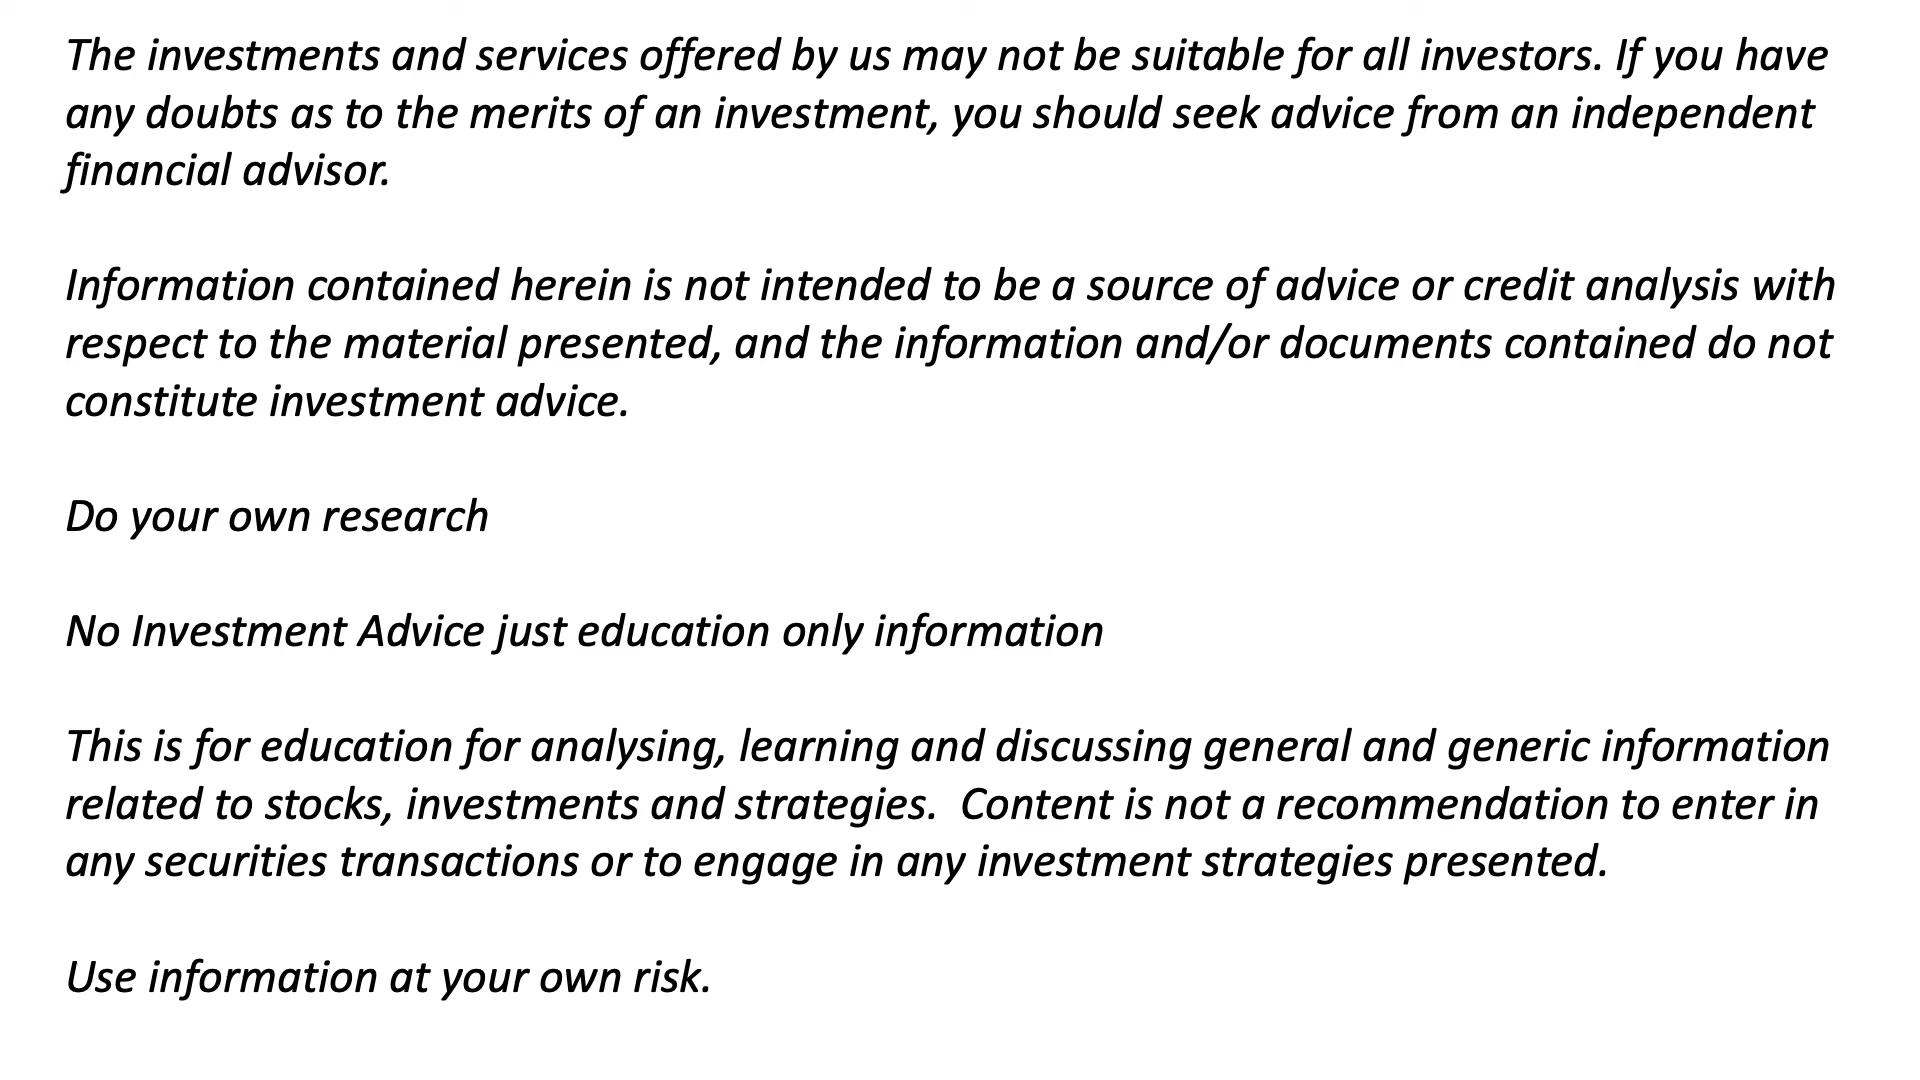 The investments and services offered by us may not be suitable for all investors. If you have
any doubts as to the merits of an investment, you should seek advice from an independent
financial advisor.
Information contained herein is not intended to be a source of advice or credit analysis with
respect to the material presented, and the information and/or documents contained do not
constitute investment advice.
Do your own research
No Investment Advice just education only information
This is for education for analysing, learning and discussing general and generic information
related to stocks, investments and strategies.  Content is not a recommendation to enter in
any securities transactions or to engage in any investment strategies presented.
Use information at your own risk.